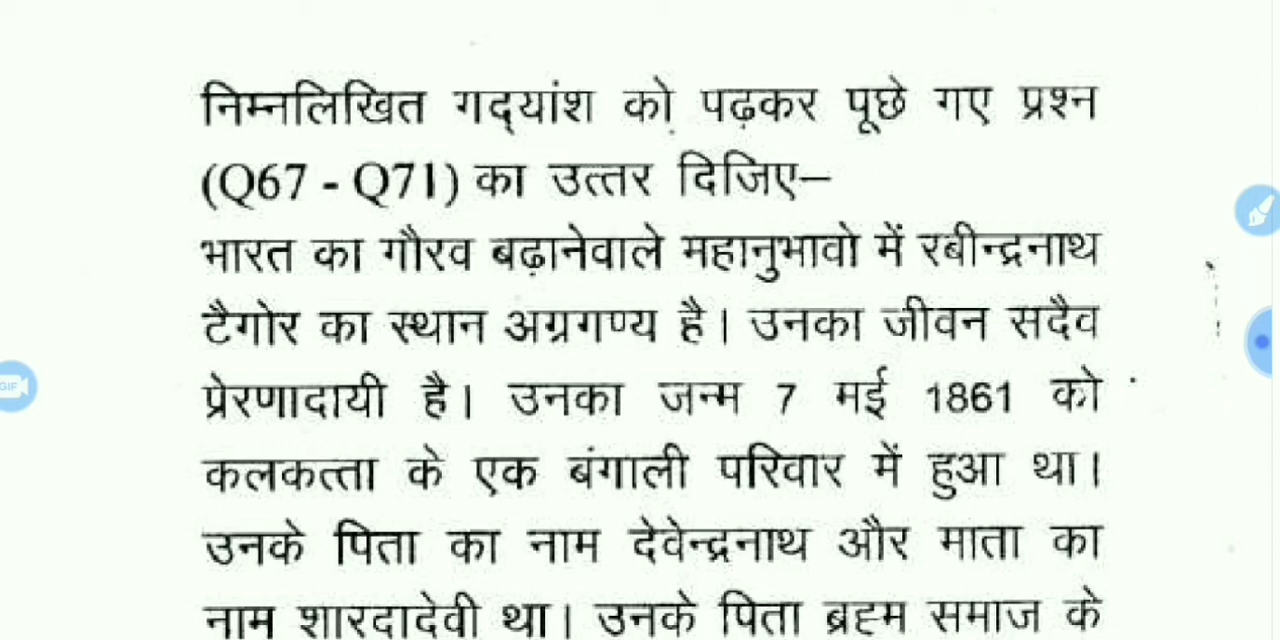 निम्नलिखित गद्‌यांश को पढ़कर पूछे गए प्रश्न
(Q67 - Q71) का उत्तर दिजिए–
भारत का गौरव बढ़ानेवाले महानुभावो में रबीन्द्रनाथ
टैगोर का स्थान अग्रगण्य है। उनका जीवन सदैव
प्रेरणादायी है। उनका जन्म 7 मई 1861 को
कलकत्ता के एक बंगाली परिवार में हुआ था।
उनके पिता का नाम देवेन्द्रनाथ और माता का
नाम शारदादेवी था। उनके पिता ब्रह्म समाज के
GIF